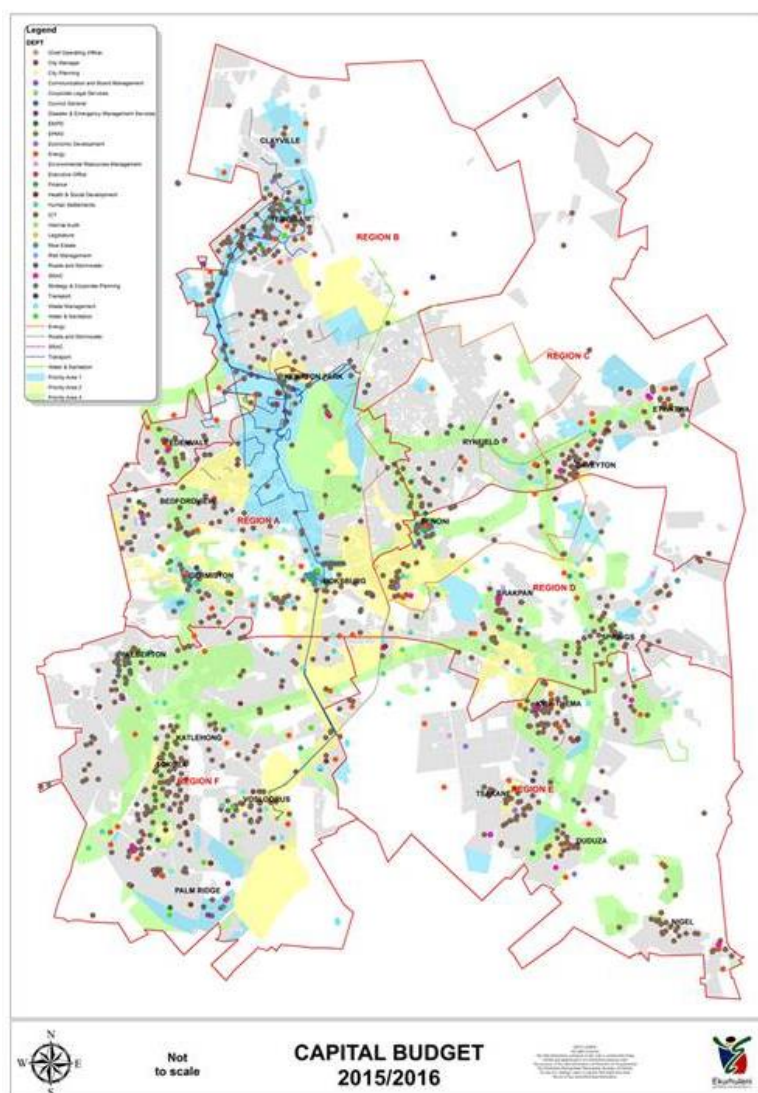 Legend
DEPT
Chief Operating Officer
City Manager
City Planning
Communication and Brand Management
Corporate Legal Services
Council General
Disaster & Emergency Management Services
EMPD
Economic Development
Energy
Environmental Resources Management
Executive Office
Finance
Health & Social Development
Human Settlements
ICT
Internal Audit
Legislature
Real Estate
Risk Management
Roads and Stormwater
SRAC
Strategy & Corporate Planning
Transport
Waste Management
Water & Sanitation
Energy
Roads and Stormwater
SRAC
Transport
Water & Sanitation
Priority Area 1
Priority Area 2
CLAYVILLE
REGION B
REGION C
KEMPTON PARK
ETWATWA
RYNFIELD
EDENVALE
DAVEYTON
BEDFORDVIEW
REGION A
BENONI
GERMISTON
BOKSBURG
REGION D
BRAKPAN
SPRINGS
ALBERTON
KWA-THEMA
KATLEHONG
TOKOZA
REGION F
VOSLOORUS
TSAKANE
REGION E
DUDUZA
PALM RIDGE
NIGEL
N
W
E
S
Not
to scale
CAPITAL BUDGET
2015/2016
Ekurhuleni